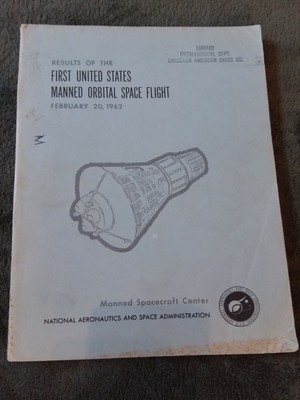 LIBRARY
RESULTS OF THE
FIRST UNITED STATES
MANNED ORBITAL SPACE FLIGHT
FEBRUARY 20, 1962
M
Manned Spacecraft Center
NATIONAL AERONAUTICS AND SPACE ADMINISTRATION